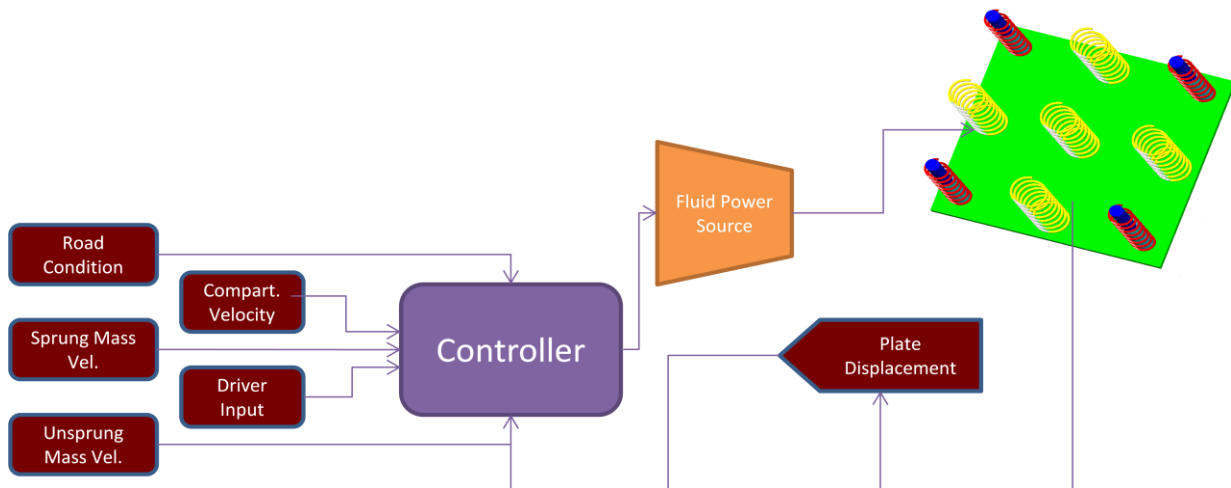 Road
Condition
Compart.
Velocity
Sprung Mass
Vel.
Driver
Input
Unsprung
Mass Vel.
Controller
Fluid Power
Source
Plate
Displacement